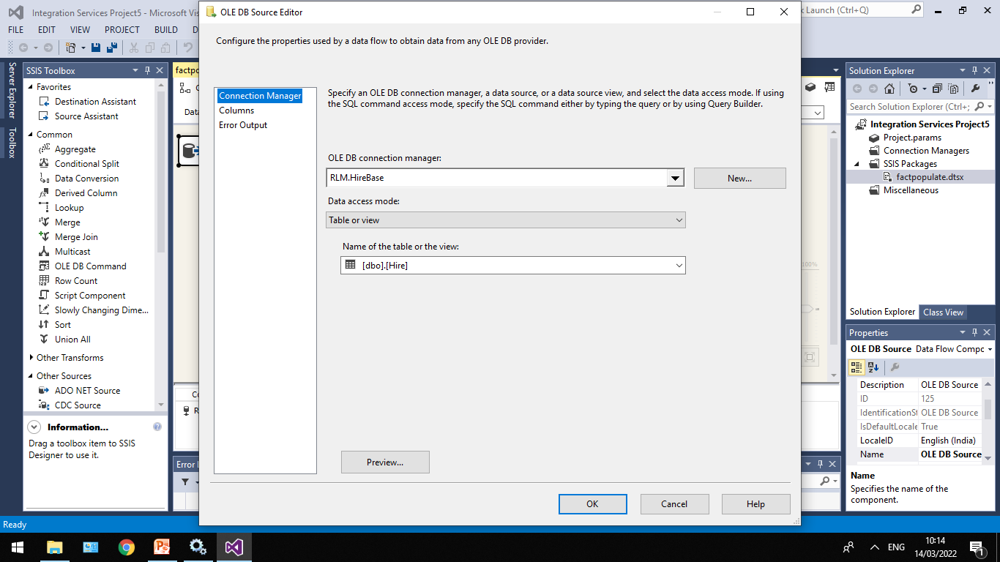 Integration Services Project5 - Microsoft Vis
OLE DB Source Editor
k Launch (Ctrl+Q)
FILE EDIT VIEW PROJECT BUILD D
Configure the properties used by a data flow to obtain data from any OLE DB provider.
Server Explorer
Toolbox
SSIS Toolbox
Favorites
Destination Assistant
Source Assistant
Common
Aggregate
Conditional Split
Data Conversion
Derived Column
Lookup
Merge
Merge Join
Multicast
OLE DB Command
Row Count
Script Component
Slowly Changing Dime...
Sort
Union All
Other Transforms
Other Sources
ADO NET Source
CDC Source
Information...
Drag a toolbox item to SSIS
Designer to use it.
factpo
Dat
Co
R
Error L
Connection Manager
Columns
Error Output
Specify an OLE DB connection manager, a data source, or a data source view, and select the data access mode. If using
the SQL command access mode, specify the SQL command either by typing the query or by using Query Builder.
OLE DB connection manager:
RLM.HireBase
New...
Data access mode:
Table or view
Name of the table or the view:
[dbo].[Hire]
Preview...
OK
Cancel
Help
100%
Solution Explorer
Search Solution Explorer (Ctrl+;
Integration Services Project5
Project.params
Connection Managers
SSIS Packages
factpopulate.dtsx
Miscellaneous
Solution Explorer Class View
Properties
OLE DB Source Data Flow Compc
Description OLE DB Source
ID 125
IdentificationSt OLE DB Source
IsDefaultLocale True
LocaleID English (India)
Name OLE DB Source
Name
Specifies the name of the
component.
Ready
ENG
10:14
14/03/2022
1